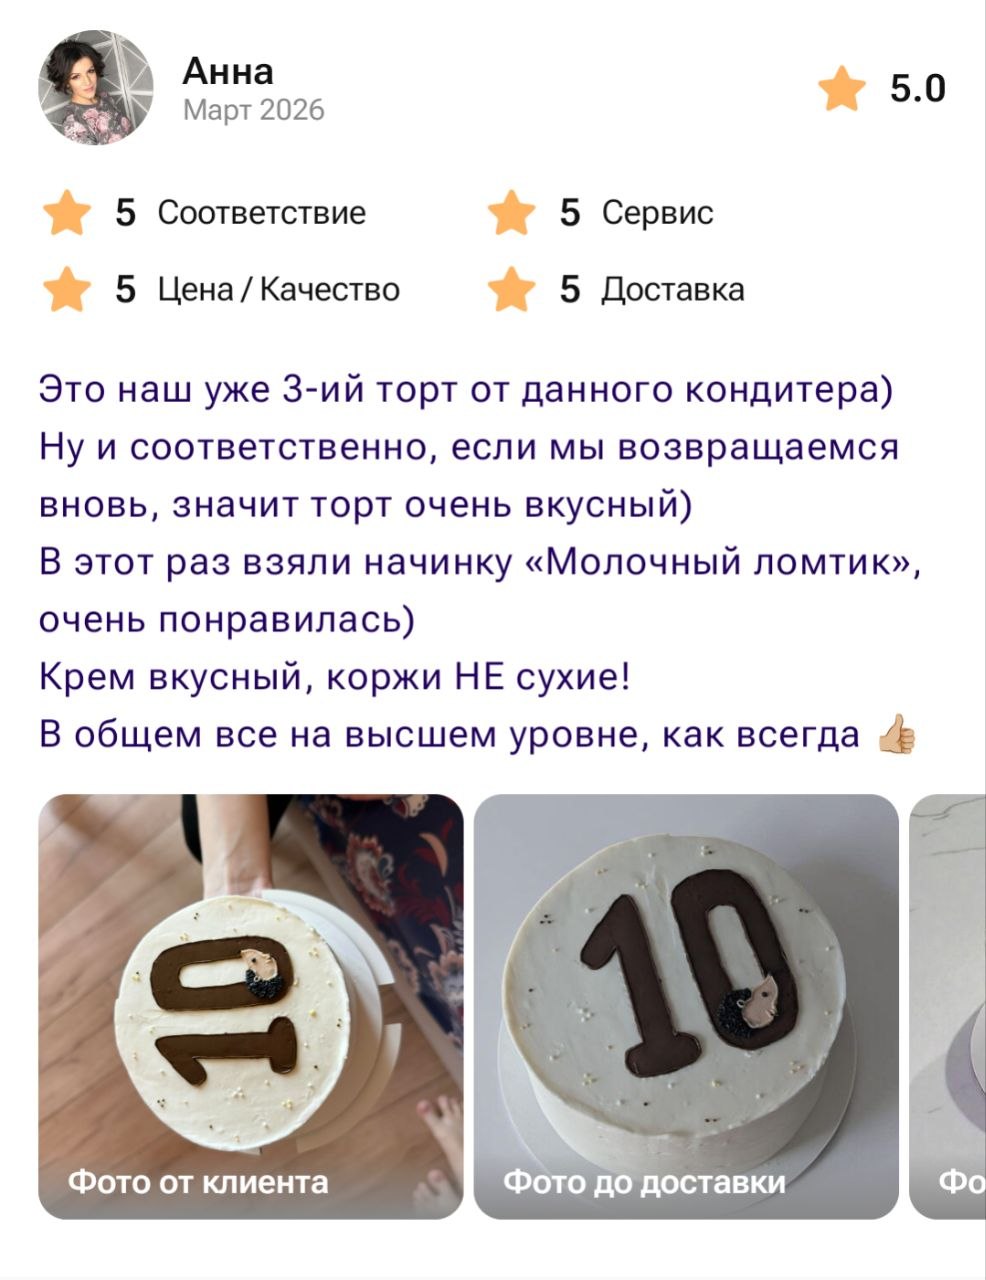 Анна
Март 2026
5.0
5 Соответствие
5 Сервис
5 Цена / Качество
5 Доставка
Это наш уже 3-ий торт от данного кондитера)
Ну и соответственно, если мы возвращаемся
вновь, значит торт очень вкусный)
В этот раз взяли начинку «Молочный ломтик»,
очень понравилась)
Крем вкусный, коржи НЕ сухие!
В общем все на высшем уровне, как всегда 👍🏼
10
10
Фото от клиента
Фото до доставки
Фо